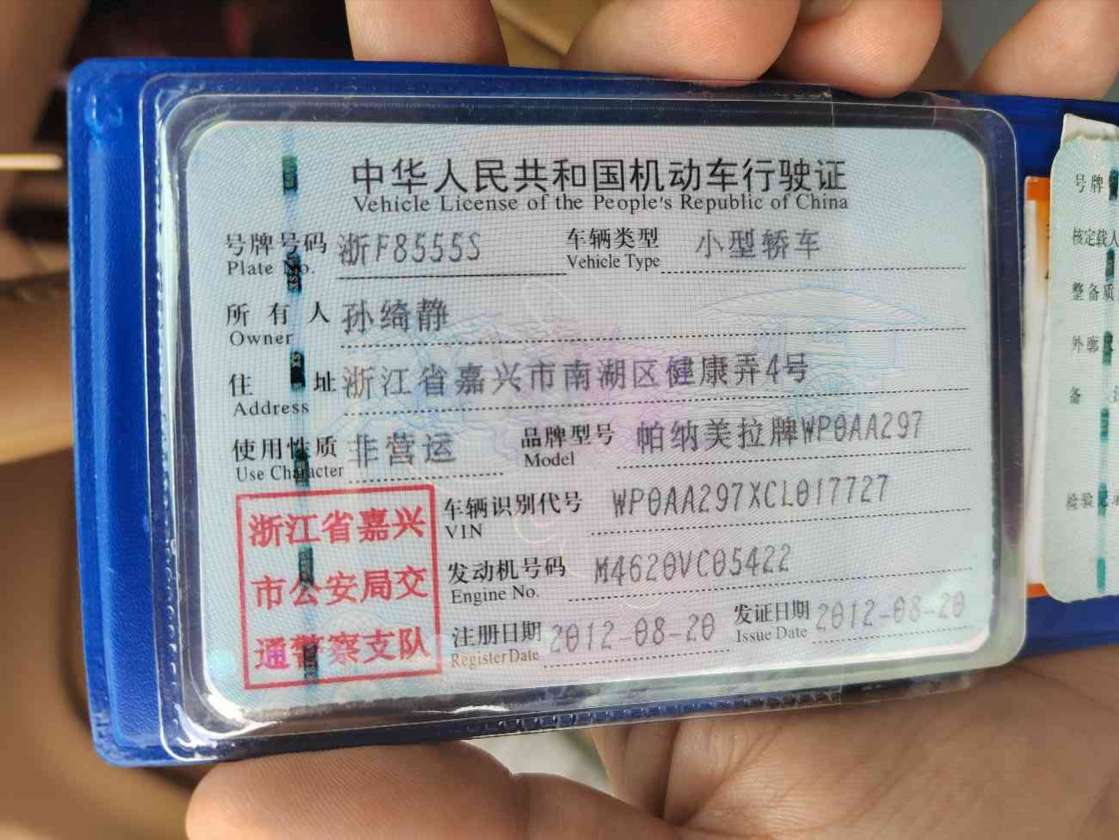 中华人民共和国机动车行驶证
Vehicle License of the People's Republic of China
号牌号码 浙F8555S 车辆类型 小型轿车
Plate No. Vehicle Type
所有人 孙绮静
Owner
住址 浙江省嘉兴市南湖区健康弄4号
Address
使用性质 非营运 品牌型号 帕纳美拉牌WP0AA297
Use Character Model
浙江省嘉兴
市公安局交
通警察支队
车辆识别代号 WP0AA297XCL017727
VIN
发动机号码 M4620VC05422
Engine No.
注册日期 2012-08-20 发证日期 2012-08-20
Register Date Issue Date
号牌
核定载人
整备质
外廓
备
检验